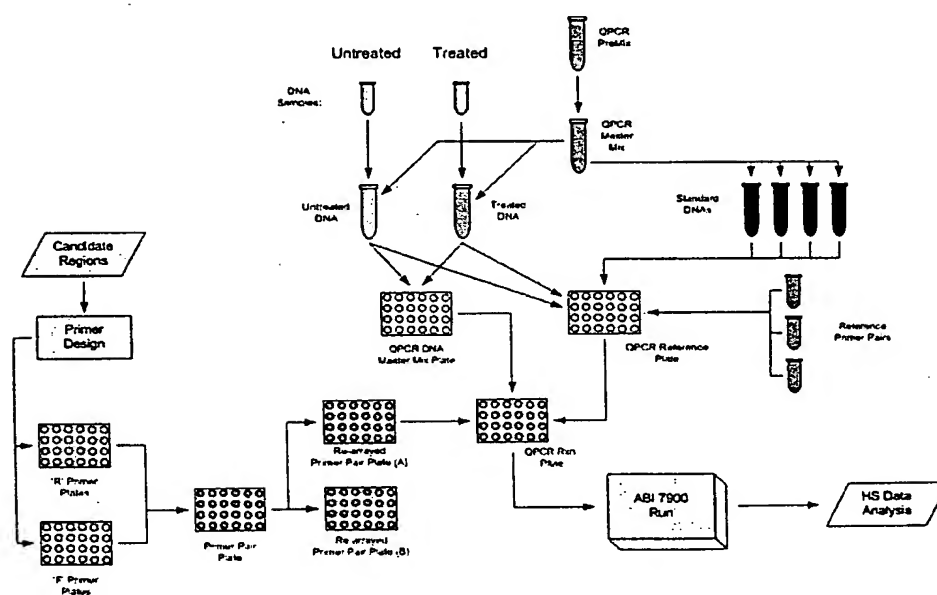 Untreated
Treated
QPCR
PreMix
DNA
Samples:
QPCR
Master
Mix
Untreated
DNA
Treated
DNA
Standard
DNAs
Candidate
Regions
Primer
Design
QPCR DNA
Master Mix Plate
QPCR Reference
Plate
Reference
Primer Pairs
'R' Primer
Plates
Re-arrayed
Primer Pair Plate (A)
QPCR Rxn
Plate
'F' Primer
Plates
Primer Pair
Plate
Re-arrayed
Primer Pair Plate (B)
ABI 7900
Run
HS Data
Analysis